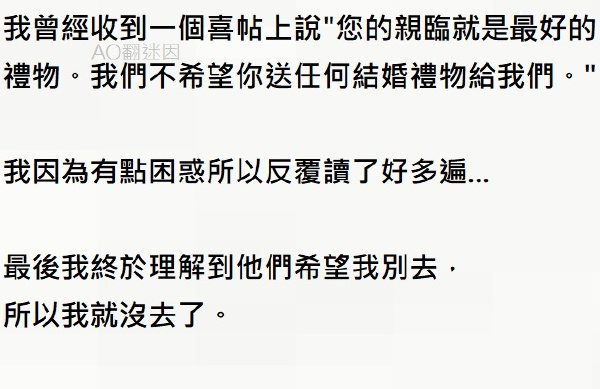 我曾經收到一個喜帖上說"您的親臨就是最好的
AO翻迷因
禮物。我們不希望你送任何結婚禮物給我們。"
我因為有點困惑所以反覆讀了好多遍...
最後我終於理解到他們希望我別去，
所以我就沒去了。